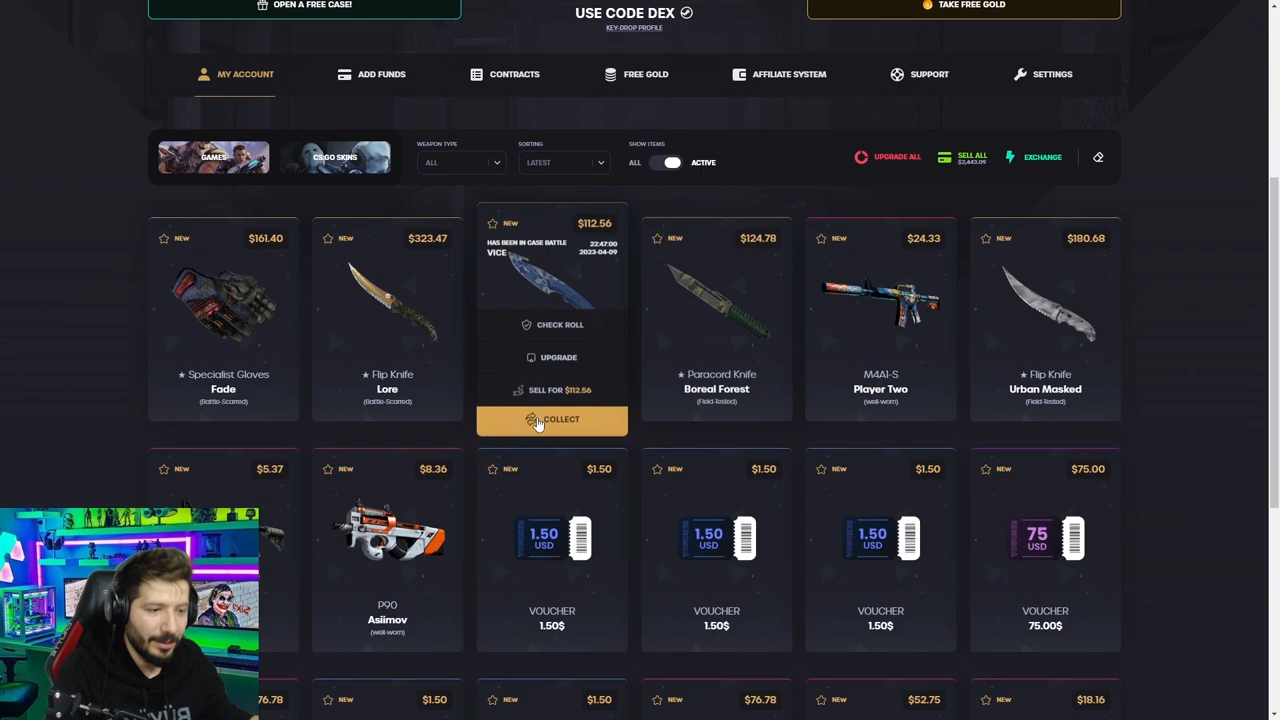 OPEN A FREE CASE!
USE CODE DEX
TAKE FREE GOLD
KEY-DROP PROFILE
MY ACCOUNT
ADD FUNDS
CONTRACTS
FREE GOLD
AFFILIATE SYSTEM
SUPPORT
SETTINGS
GAMES
CS:GO SKINS
WEAPON TYPE
ALL
SORTING
LATEST
SHOW ITEMS
ALL
ACTIVE
UPGRADE ALL
SELL ALL
$2,443.09
EXCHANGE
NEW $161.40
★ Specialist Gloves
Fade
(Battle-Scarred)
NEW $323.47
★ Flip Knife
Lore
(Battle-Scarred)
NEW $112.56
HAS BEEN IN CASE BATTLE 22:47:00
VICE 2023-04-09
CHECK ROLL
UPGRADE
SELL FOR $112.56
COLLECT
NEW $124.78
★ Paracord Knife
Boreal Forest
(Field-Tested)
NEW $24.33
M4A1-S
Player Two
(well-worn)
NEW $180.68
★ Flip Knife
Urban Masked
(Field-Tested)
NEW $5.37
NEW $8.36
P90
Asiimov
(well-worn)
NEW $1.50
1.50
USD
VOUCHER
1.50$
NEW $1.50
1.50
USD
VOUCHER
1.50$
NEW $1.50
1.50
USD
VOUCHER
1.50$
NEW $75.00
75
USD
VOUCHER
75.00$
76.78
NEW $1.50
NEW $1.50
NEW $76.78
NEW $52.75
NEW $18.16